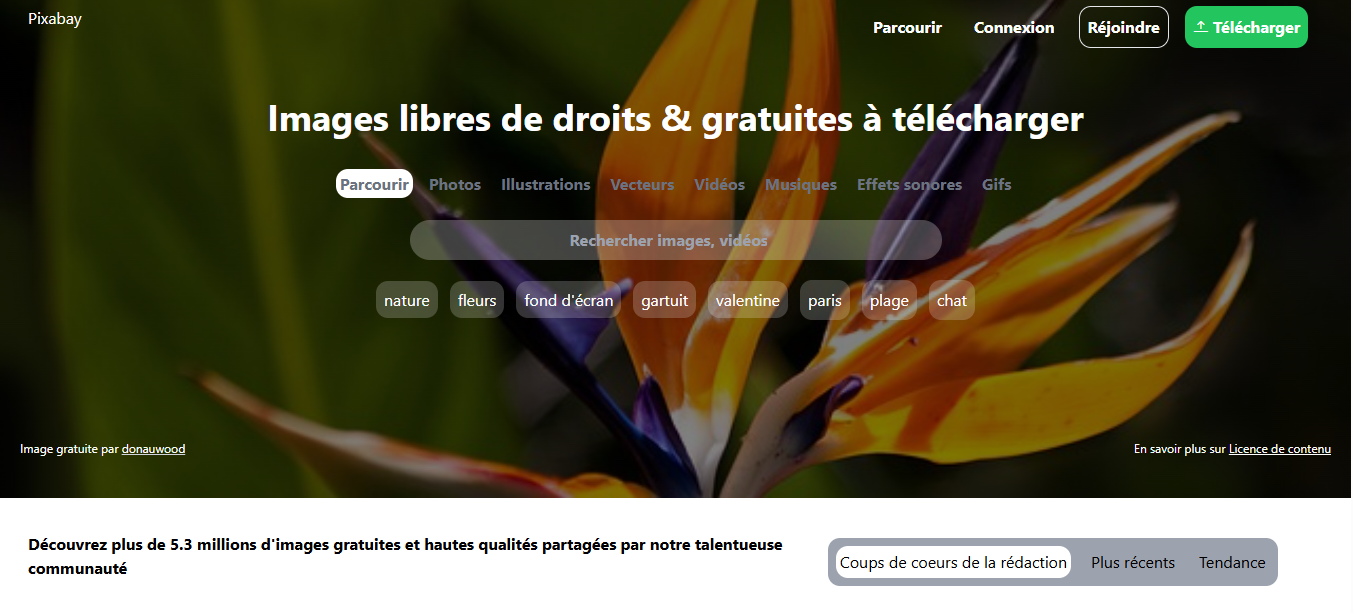 Pixabay
Parcourir Connexion Réjoindre Télécharger
Images libres de droits & gratuites à télécharger
Parcourir Photos Illustrations Vecteurs Vidéos Musiques Effets sonores Gifs
Rechercher images, vidéos
nature fleurs fond d'écran gartuit valentine paris plage chat
Image gratuite par donauwood
En savoir plus sur Licence de contenu
Découvrez plus de 5.3 millions d'images gratuites et hautes qualités partagées par notre talentueuse
communauté
Coups de coeurs de la rédaction Plus récents Tendance